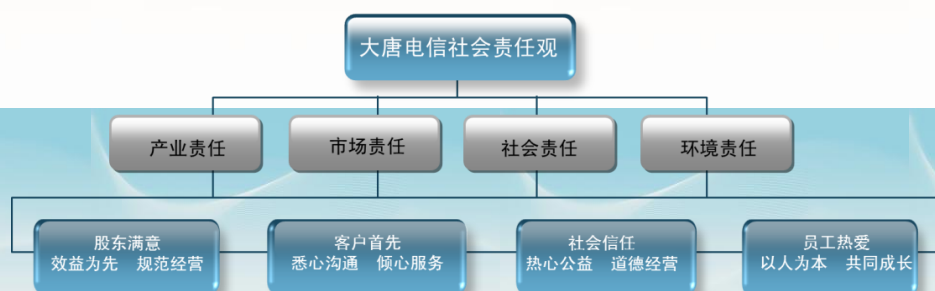 大唐电信社会责任观
产业责任
市场责任
社会责任
环境责任
股东满意
效益为先 规范经营
客户首先
悉心沟通 倾心服务
社会信任
热心公益 道德经营
员工热爱
以人为本 共同成长